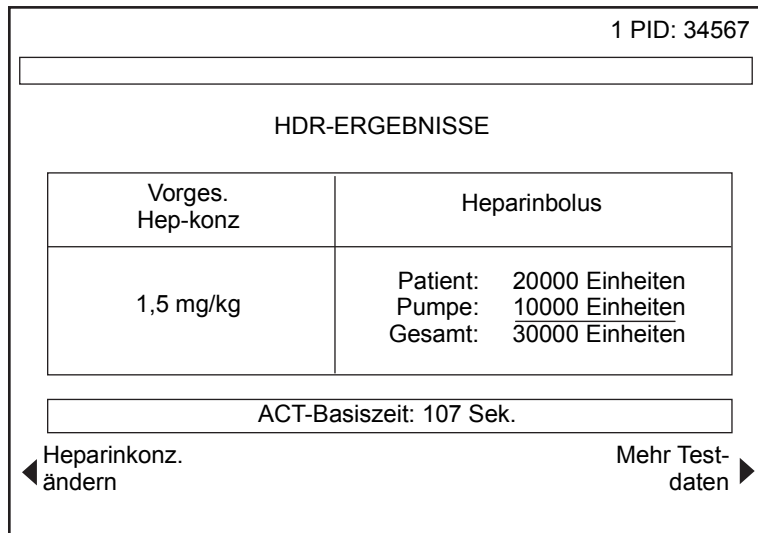 1 PID: 34567
HDR-ERGEBNISSE
Vorges.
Hep-konz
Heparinbolus
1,5 mg/kg
Patient: 20000 Einheiten
Pumpe: 10000 Einheiten
Gesamt: 30000 Einheiten
ACT-Basiszeit: 107 Sek.
Heparinkonz.
ändern
Mehr Test-
daten